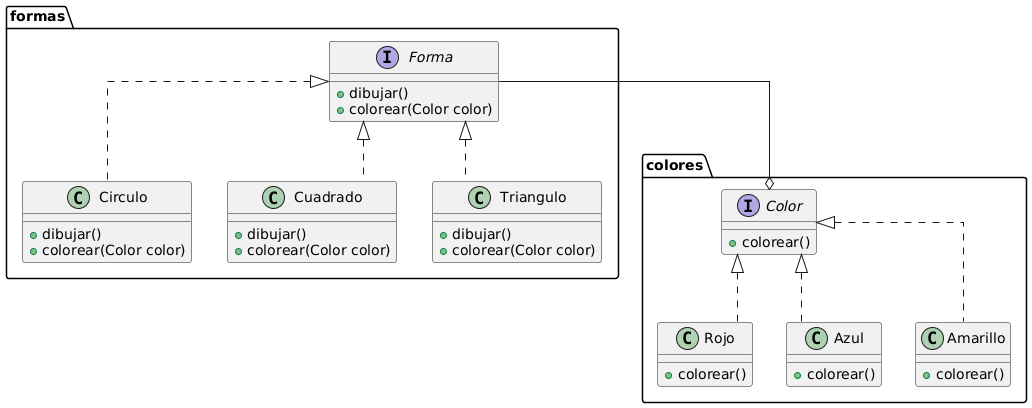 formas
I Forma
+ dibujar()
+ colorear(Color color)
C Circulo
+ dibujar()
+ colorear(Color color)
C Cuadrado
+ dibujar()
+ colorear(Color color)
C Triangulo
+ dibujar()
+ colorear(Color color)
colores
I Color
+ colorear()
C Rojo
+ colorear()
C Azul
+ colorear()
C Amarillo
+ colorear()